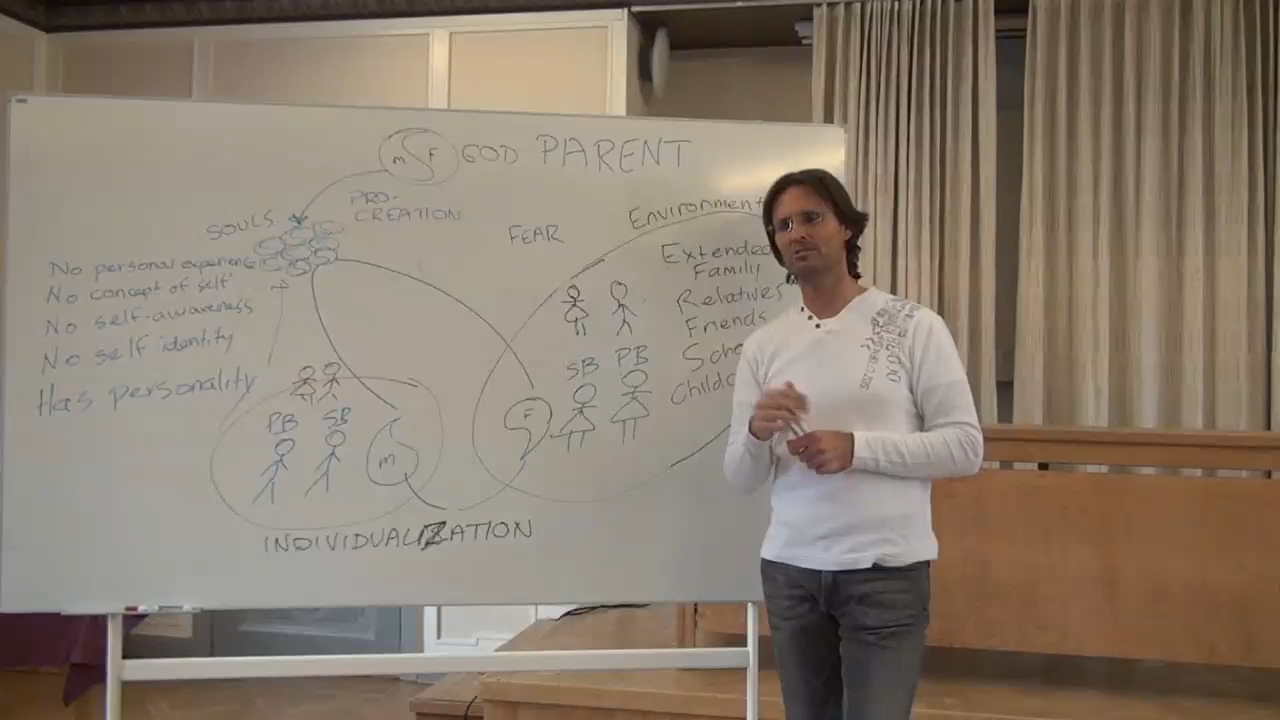 m F GOD PARENT
PRO-
CREATION
SOULS
No personal experience
No concept of self
No self-awareness
No self identity
Has personality
PB SB
m
INDIVIDUALIZATION
FEAR
Environment
Extended
Family
Relatives
Friends
SB PB
F